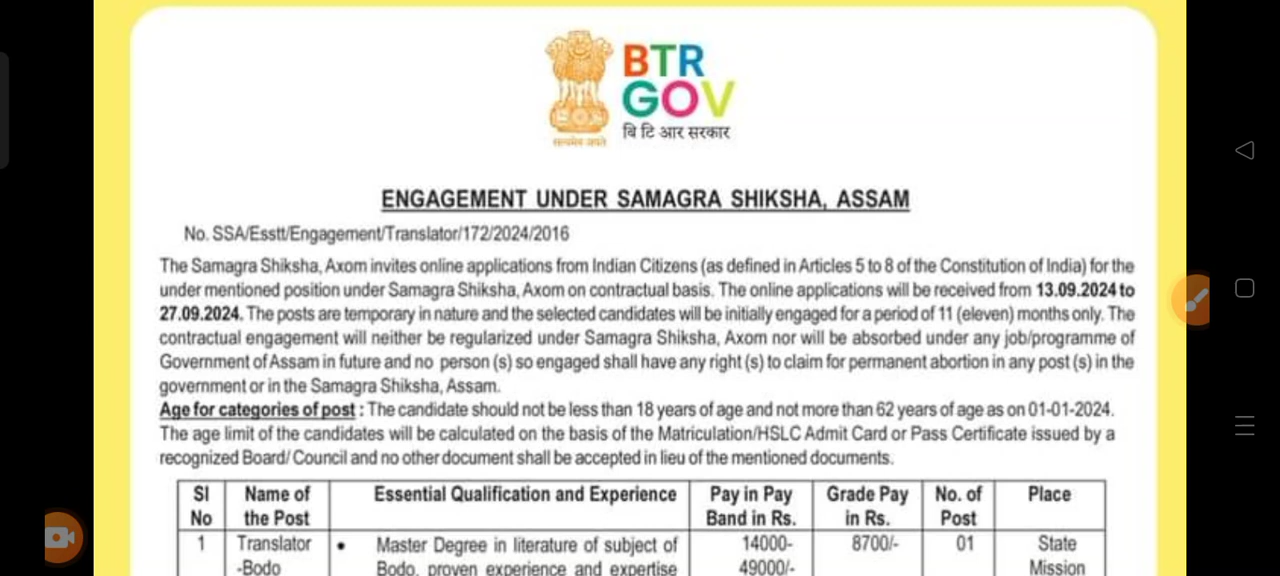 BTR
GOV
सत्यमेव जयते
बि टि आर सरकार
ENGAGEMENT UNDER SAMAGRA SHIKSHA, ASSAM
No. SSA/Esstt/Engagement/Translator/172/2024/2016
The Samagra Shiksha, Axom invites online applications from Indian Citizens (as defined in Articles 5 to 8 of the Constitution of India) for the
under mentioned position under Samagra Shiksha, Axom on contractual basis. The online applications will be received from 13.09.2024 to
27.09.2024. The posts are temporary in nature and the selected candidates will be initially engaged for a period of 11 (eleven) months only. The
contractual engagement will neither be regularized under Samagra Shiksha, Axom nor will be absorbed under any job/programme of
Government of Assam in future and no person (s) so engaged shall have any right (s) to claim for permanent abortion in any post (s) in the
government or in the Samagra Shiksha, Assam.
Age for categories of post : The candidate should not be less than 18 years of age and not more than 62 years of age as on 01-01-2024.
The age limit of the candidates will be calculated on the basis of the Matriculation/HSLC Admit Card or Pass Certificate issued by a
recognized Board/ Council and no other document shall be accepted in lieu of the mentioned documents.
Sl No Name of the Post Essential Qualification and Experience Pay in Pay Band in Rs. Grade Pay in Rs. No. of Post Place
1 Translator • Master Degree in literature of subject of 14000- 8700/- 01 State
-Bodo Bodo, proven experience and expertise 49000/- Mission